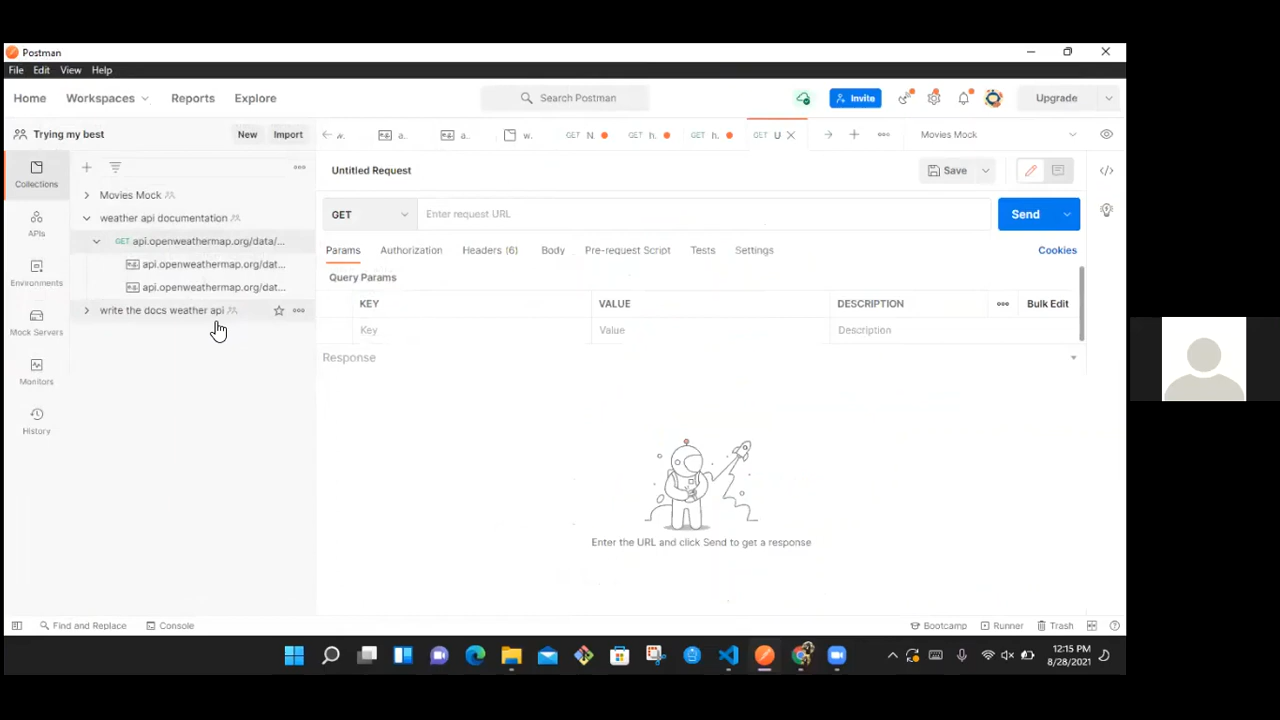 Postman
File Edit View Help
Home Workspaces Reports Explore Search Postman Invite Upgrade
Trying my best New Import w. a.. a.. w. GET N. GET h. GET h. GET U Movies Mock
Collections
APIs
Environments
Mock Servers
Monitors
History
Movies Mock
weather api documentation
GET api.openweathermap.org/data/...
api.openweathermap.org/dat...
api.openweathermap.org/dat...
write the docs weather api
Untitled Request Save
GET Enter request URL Send
Params Authorization Headers (6) Body Pre-request Script Tests Settings Cookies
Query Params
KEY VALUE DESCRIPTION Bulk Edit
Key Value Description
Response
Enter the URL and click Send to get a response
Find and Replace Console Bootcamp Runner Trash
12:15 PM
8/28/2021